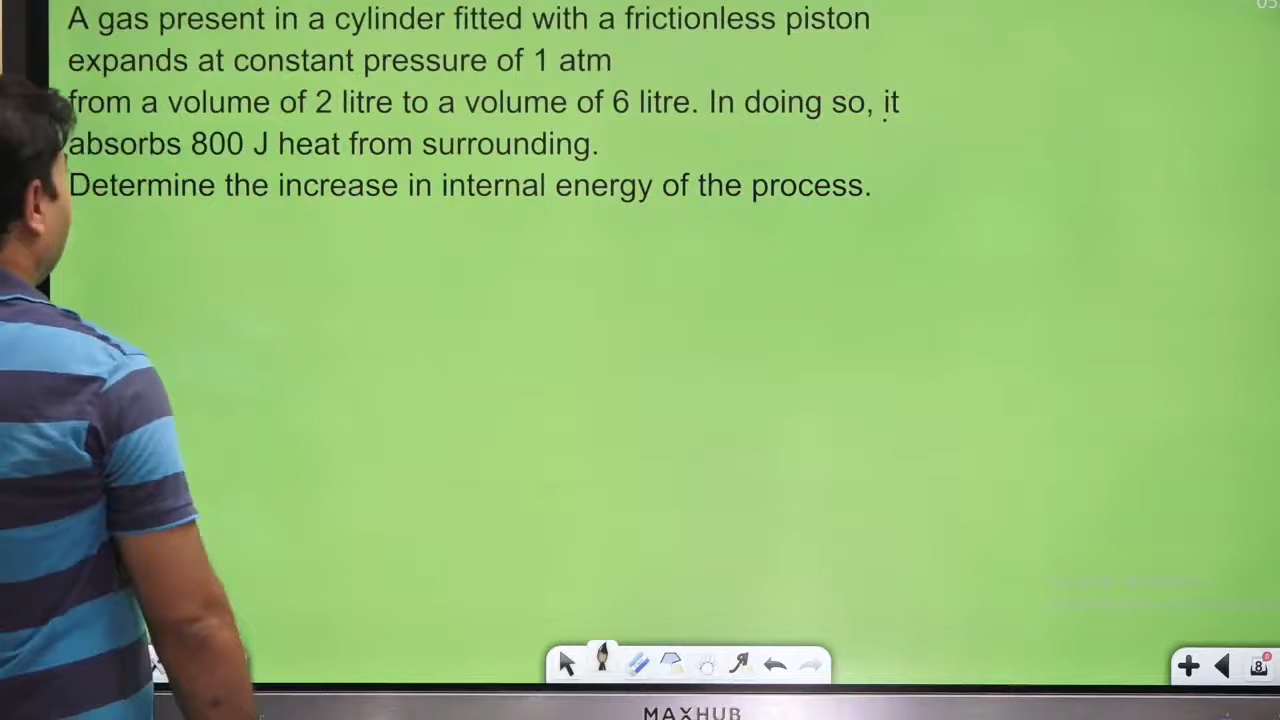 03
A gas present in a cylinder fitted with a frictionless piston
expands at constant pressure of 1 atm
from a volume of 2 litre to a volume of 6 litre. In doing so, it
absorbs 800 J heat from surrounding.
Determine the increase in internal energy of the process.
8
MAXHUB